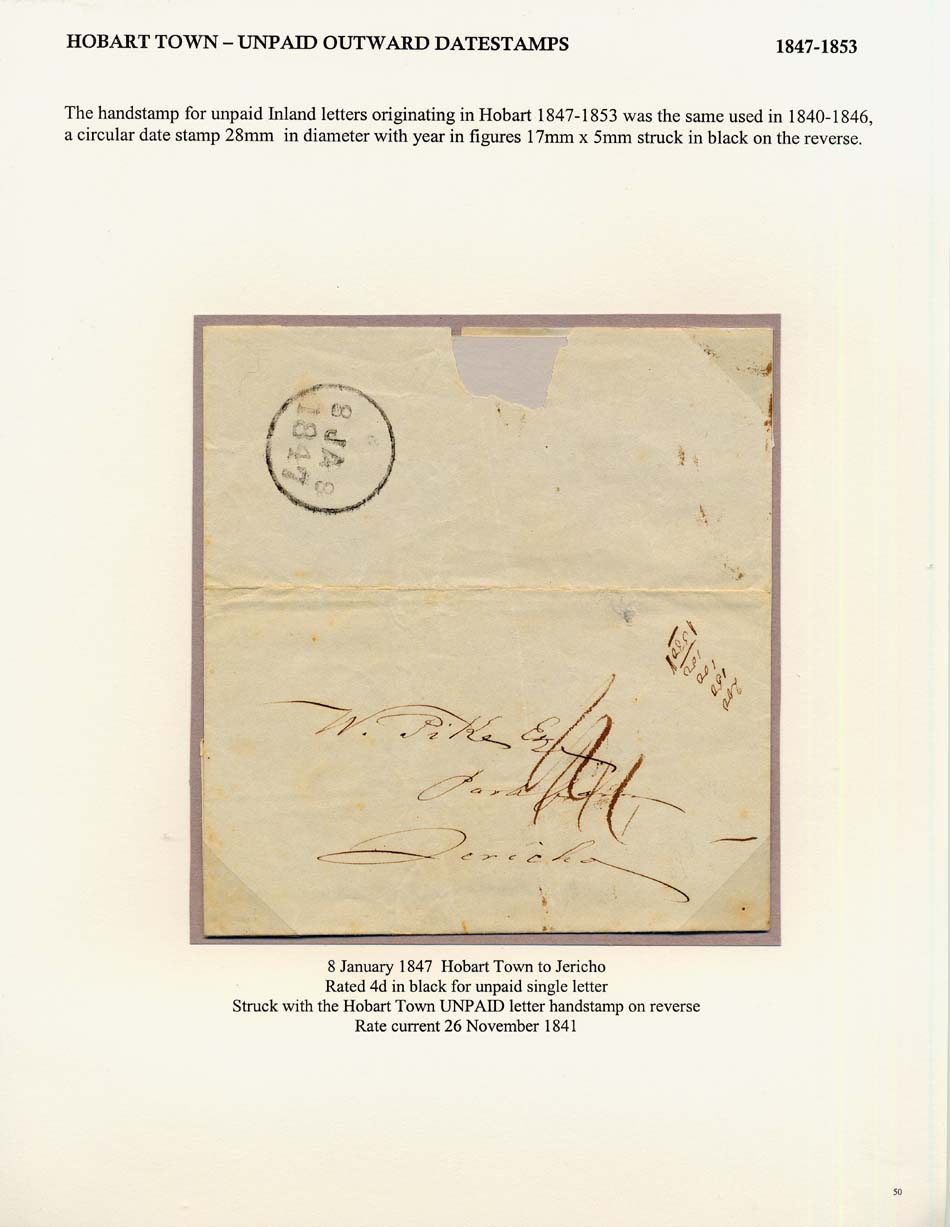 HOBART TOWN – UNPAID OUTWARD DATESTAMPS
1847-1853
The handstamp for unpaid Inland letters originating in Hobart 1847-1853 was the same used in 1840-1846,
a circular date stamp 28mm in diameter with year in figures 17mm x 5mm struck in black on the reverse.
8
JA
8
1847
W. Pike Esq
Jericho
8 January 1847 Hobart Town to Jericho
Rated 4d in black for unpaid single letter
Struck with the Hobart Town UNPAID letter handstamp on reverse
Rate current 26 November 1841
50